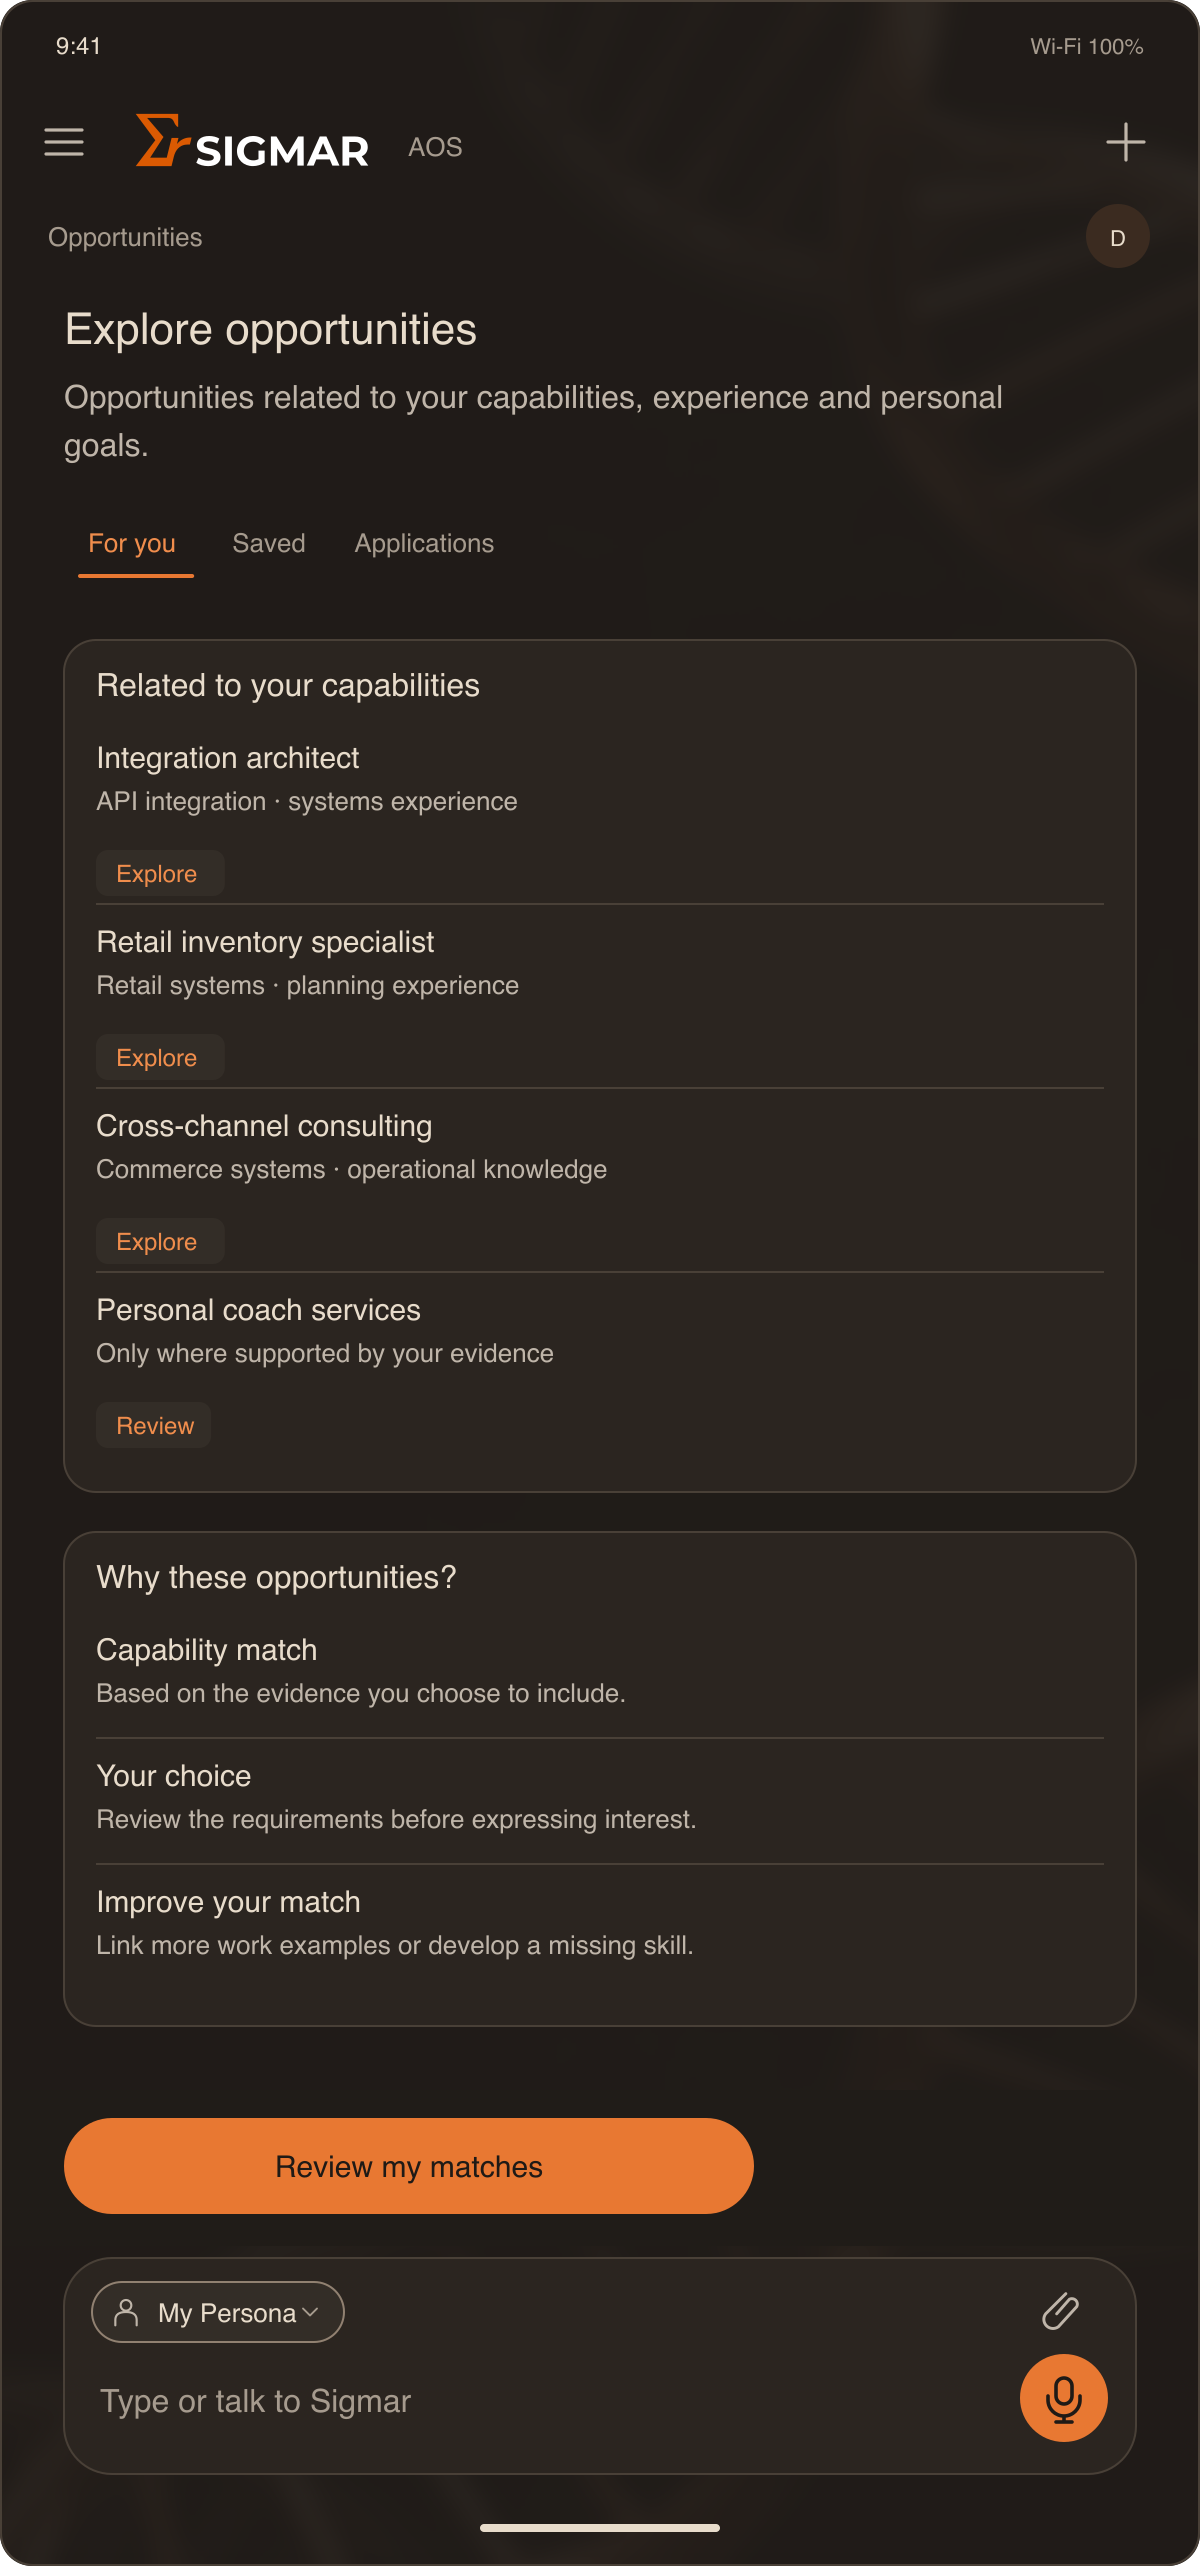 9:41
Wi-Fi 100%
Σr SIGMAR AOS
Opportunities
D
Explore opportunities
Opportunities related to your capabilities, experience and personal
goals.
For you Saved Applications
Related to your capabilities
Integration architect
API integration · systems experience
Explore
Retail inventory specialist
Retail systems · planning experience
Explore
Cross-channel consulting
Commerce systems · operational knowledge
Explore
Personal coach services
Only where supported by your evidence
Review
Why these opportunities?
Capability match
Based on the evidence you choose to include.
Your choice
Review the requirements before expressing interest.
Improve your match
Link more work examples or develop a missing skill.
Review my matches
My Persona
Type or talk to Sigmar